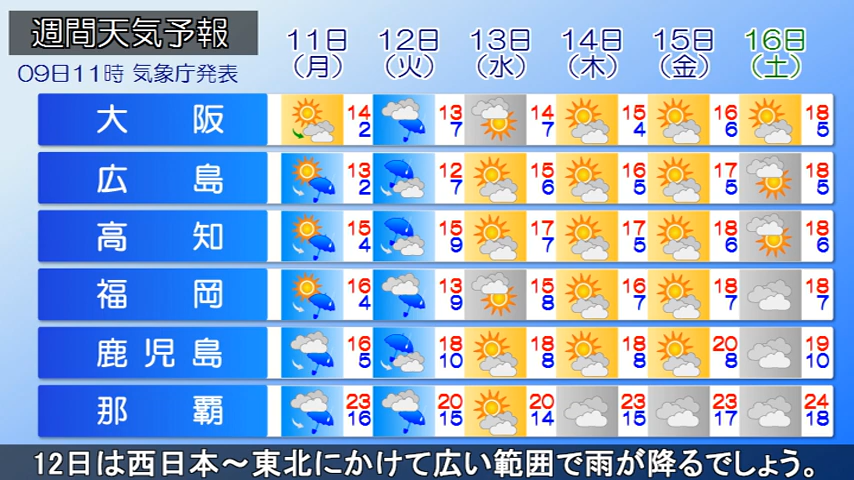 週間天気予報
09日11時 気象庁発表
11日 12日 13日 14日 15日 16日
(月) (火) (水) (木) (金) (土)
大阪 14 2 13 7 14 7 15 4 16 6 18 5
広島 13 2 12 7 15 6 16 5 17 5 18 5
高知 15 4 15 9 17 7 17 5 18 6 18 6
福岡 16 4 13 9 15 8 16 7 18 7 18 7
鹿児島 16 5 18 10 18 8 18 8 20 8 19 10
那覇 23 16 20 15 20 14 23 15 23 17 24 18
12日は西日本～東北にかけて広い範囲で雨が降るでしょう。